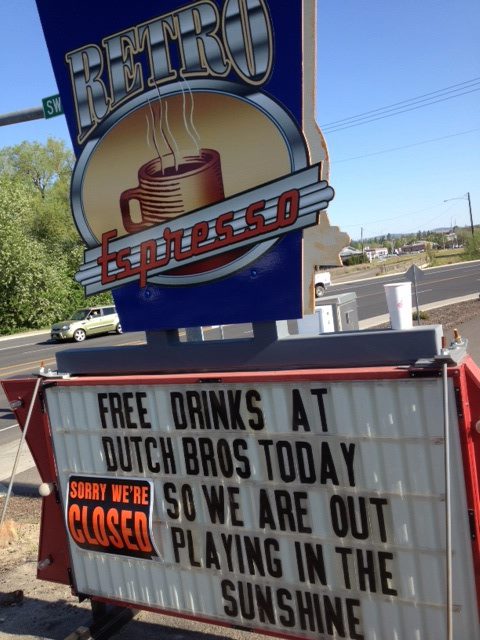 SW
RETRO
Espresso
FREE DRINKS AT
DUTCH BROS TODAY
SORRY WE'RE
CLOSED
SO WE ARE OUT
PLAYING IN THE
SUNSHINE